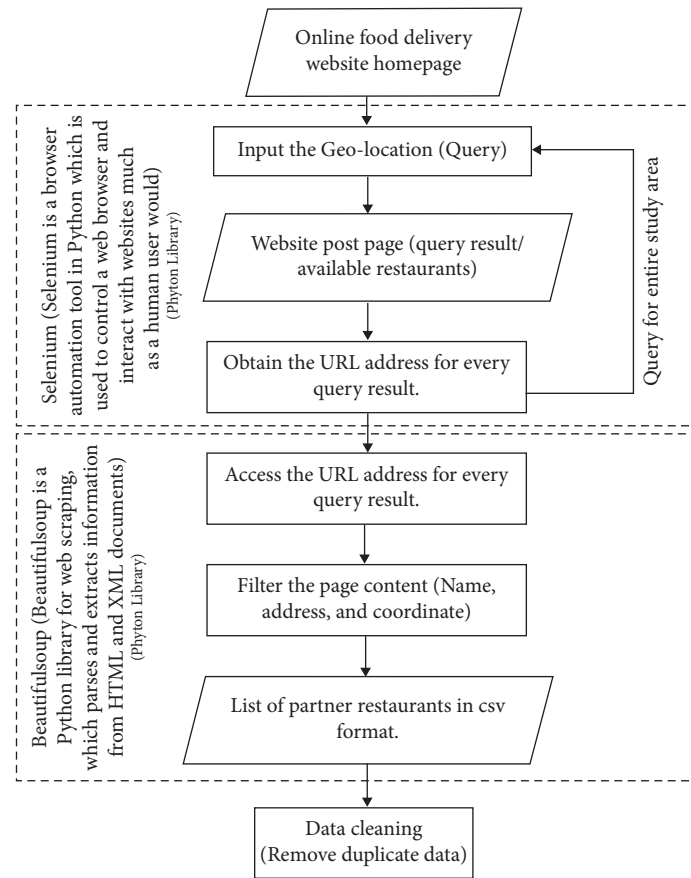 Online food delivery
website homepage
Selenium (Selenium is a browser
automation tool in Python which is
used to control a web browser and
interact with websites much
as a human user would)
(Phyton Library)
Input the Geo-location (Query)
Website post page (query result/
available restaurants)
Obtain the URL address for every
query result.
Query for entire study area
Beautifulsoup (Beautifulsoup is a
Python library for web scraping,
which parses and extracts information
from HTML and XML documents)
(Phyton Library)
Access the URL address for every
query result.
Filter the page content (Name,
address, and coordinate)
List of partner restaurants in csv
format.
Data cleaning
(Remove duplicate data)